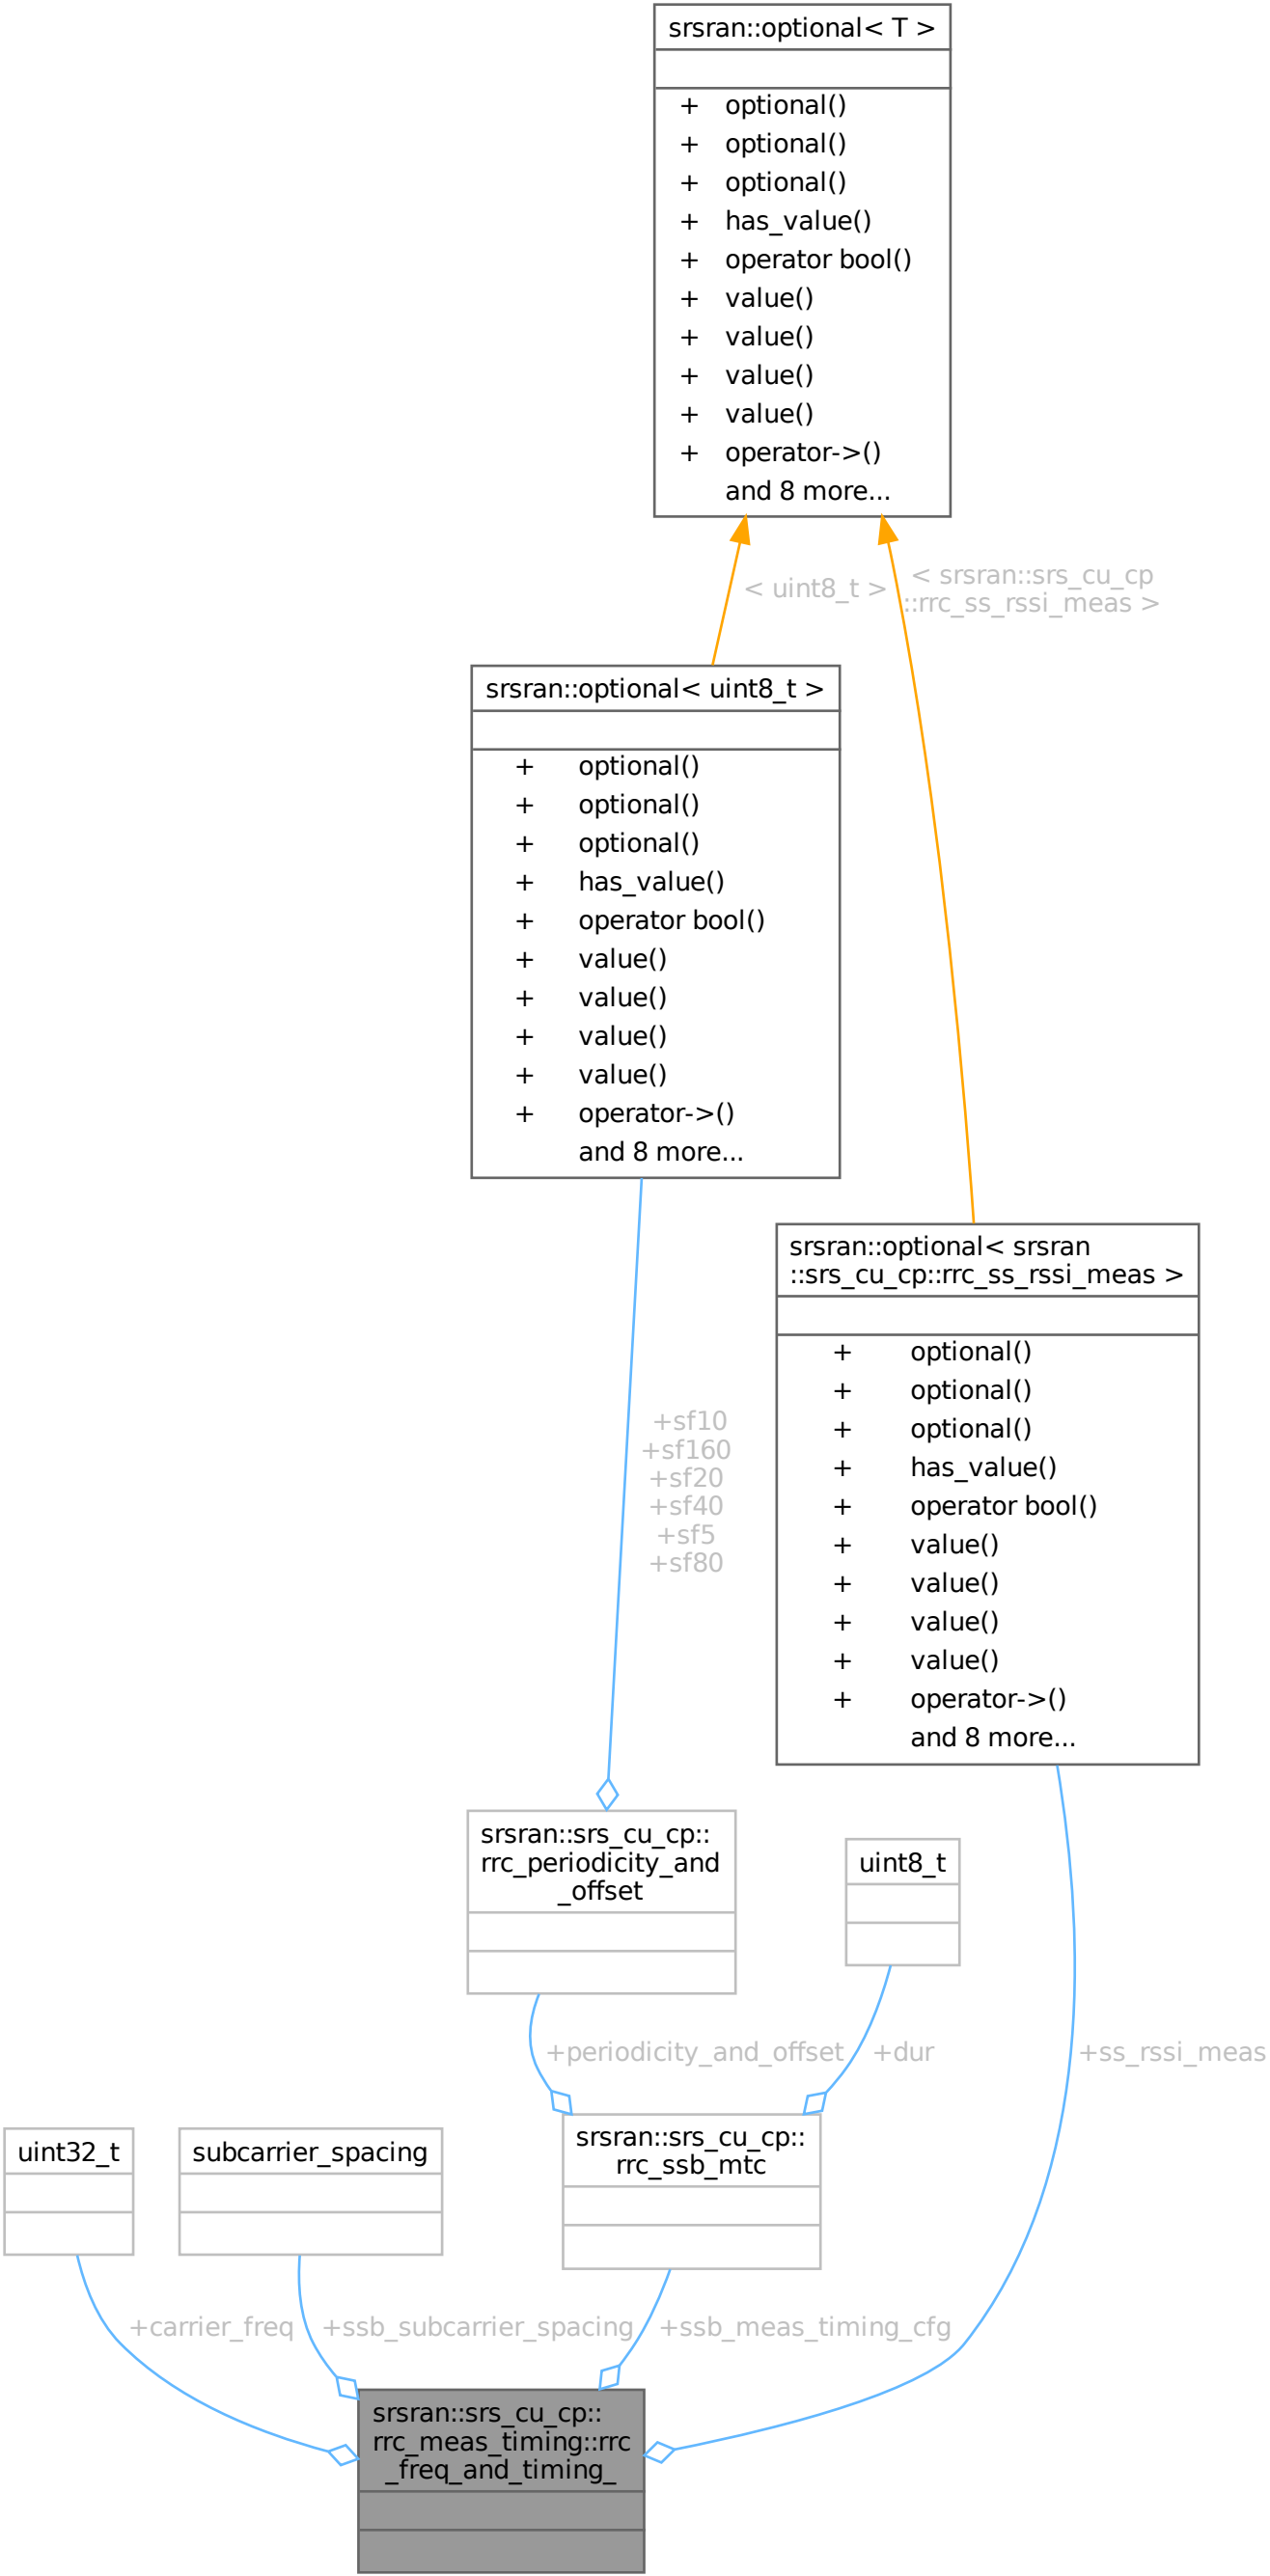 srsran::optional< T >
+ optional()
+ optional()
+ optional()
+ has_value()
+ operator bool()
+ value()
+ value()
+ value()
+ value()
+ operator->()
and 8 more...
< uint8_t >
< srsran::srs_cu_cp
::rrc_ss_rssi_meas >
srsran::optional< uint8_t >
+ optional()
+ optional()
+ optional()
+ has_value()
+ operator bool()
+ value()
+ value()
+ value()
+ value()
+ operator->()
and 8 more...
srsran::optional< srsran
::srs_cu_cp::rrc_ss_rssi_meas >
+ optional()
+ optional()
+ optional()
+ has_value()
+ operator bool()
+ value()
+ value()
+ value()
+ value()
+ operator->()
and 8 more...
+sf10
+sf160
+sf20
+sf40
+sf5
+sf80
srsran::srs_cu_cp::
rrc_periodicity_and
_offset
uint8_t
+periodicity_and_offset
+dur
+ss_rssi_meas
uint32_t
subcarrier_spacing
srsran::srs_cu_cp::
rrc_ssb_mtc
+carrier_freq
+ssb_subcarrier_spacing
+ssb_meas_timing_cfg
srsran::srs_cu_cp::
rrc_meas_timing::rrc
_freq_and_timing_